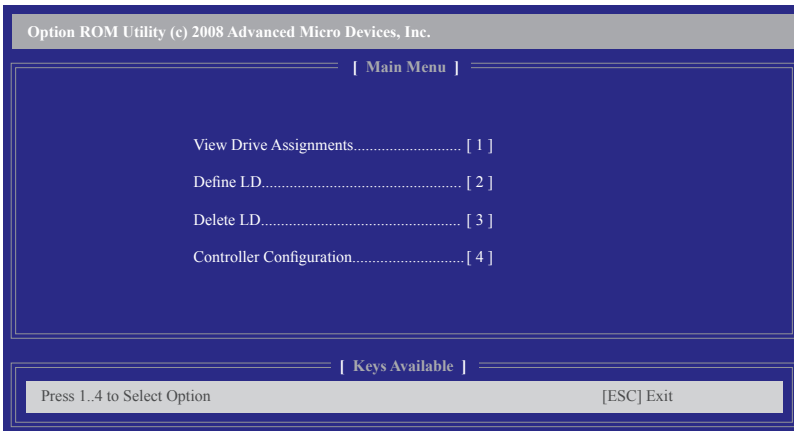 Option ROM Utility (c) 2008 Advanced Micro Devices, Inc.
[ Main Menu ]
View Drive Assignments.......................... [ 1 ]
Define LD................................................ [ 2 ]
Delete LD................................................ [ 3 ]
Controller Configuration...........................[ 4 ]
[ Keys Available ]
Press 1..4 to Select Option [ESC] Exit